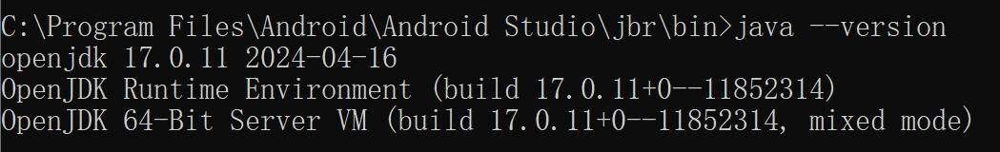 C:\Program Files\Android\Android Studio\jbr\bin>java --version
openjdk 17.0.11 2024-04-16
OpenJDK Runtime Environment (build 17.0.11+0--11852314)
OpenJDK 64-Bit Server VM (build 17.0.11+0--11852314, mixed mode)